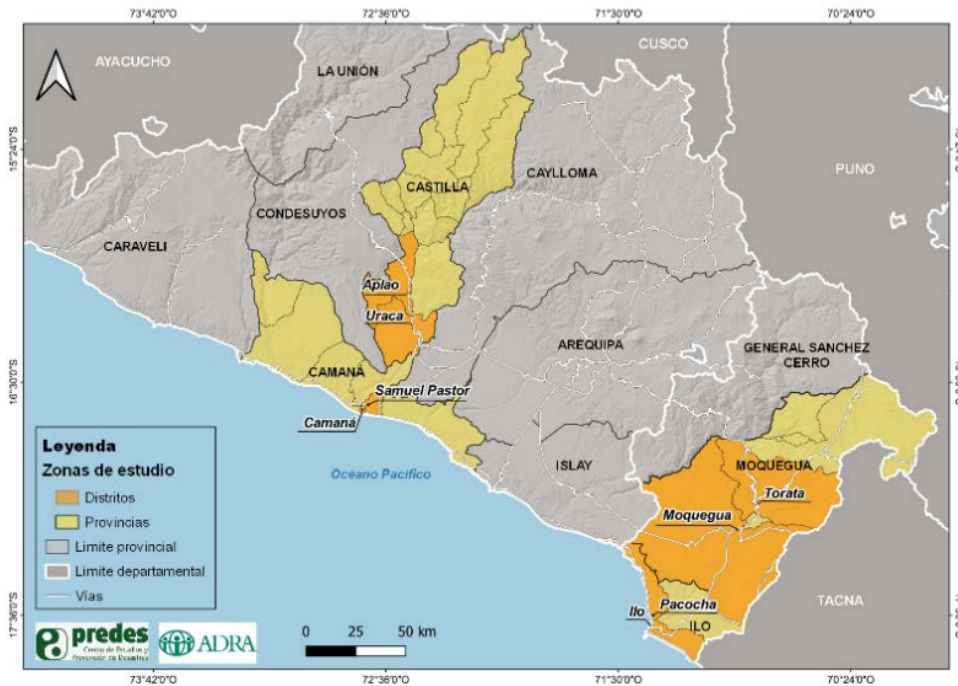 73°42'0"O
72°36'0"O
71°30'0"O
70°24'0"O
CUSCO
AYACUCHO
LA UNIÓN
15°24'0"S
PUNO
CASTILLA
CAYLLOMA
CONDESUYOS
CARAVELI
Aplao
Uraca
AREQUIPA
GENERAL SANCHEZ
CERRO
CAMANÁ
16°30'0"S
Samuel Pastor
Camaná
Leyenda
Zonas de estudio
Distritos
Provincias
Limite provincial
Limite departamental
Vías
Océano Pacífico
ISLAY
MOQUEGUA
Torata
Moquegua
Pacocha
Ilo
ILO
TACNA
17°36'0"S
predes
Centro de Estudios y
Prevención de Desastres
ADRA
0 25 50 km
73°42'0"O
72°36'0"O
71°30'0"O
70°24'0"O